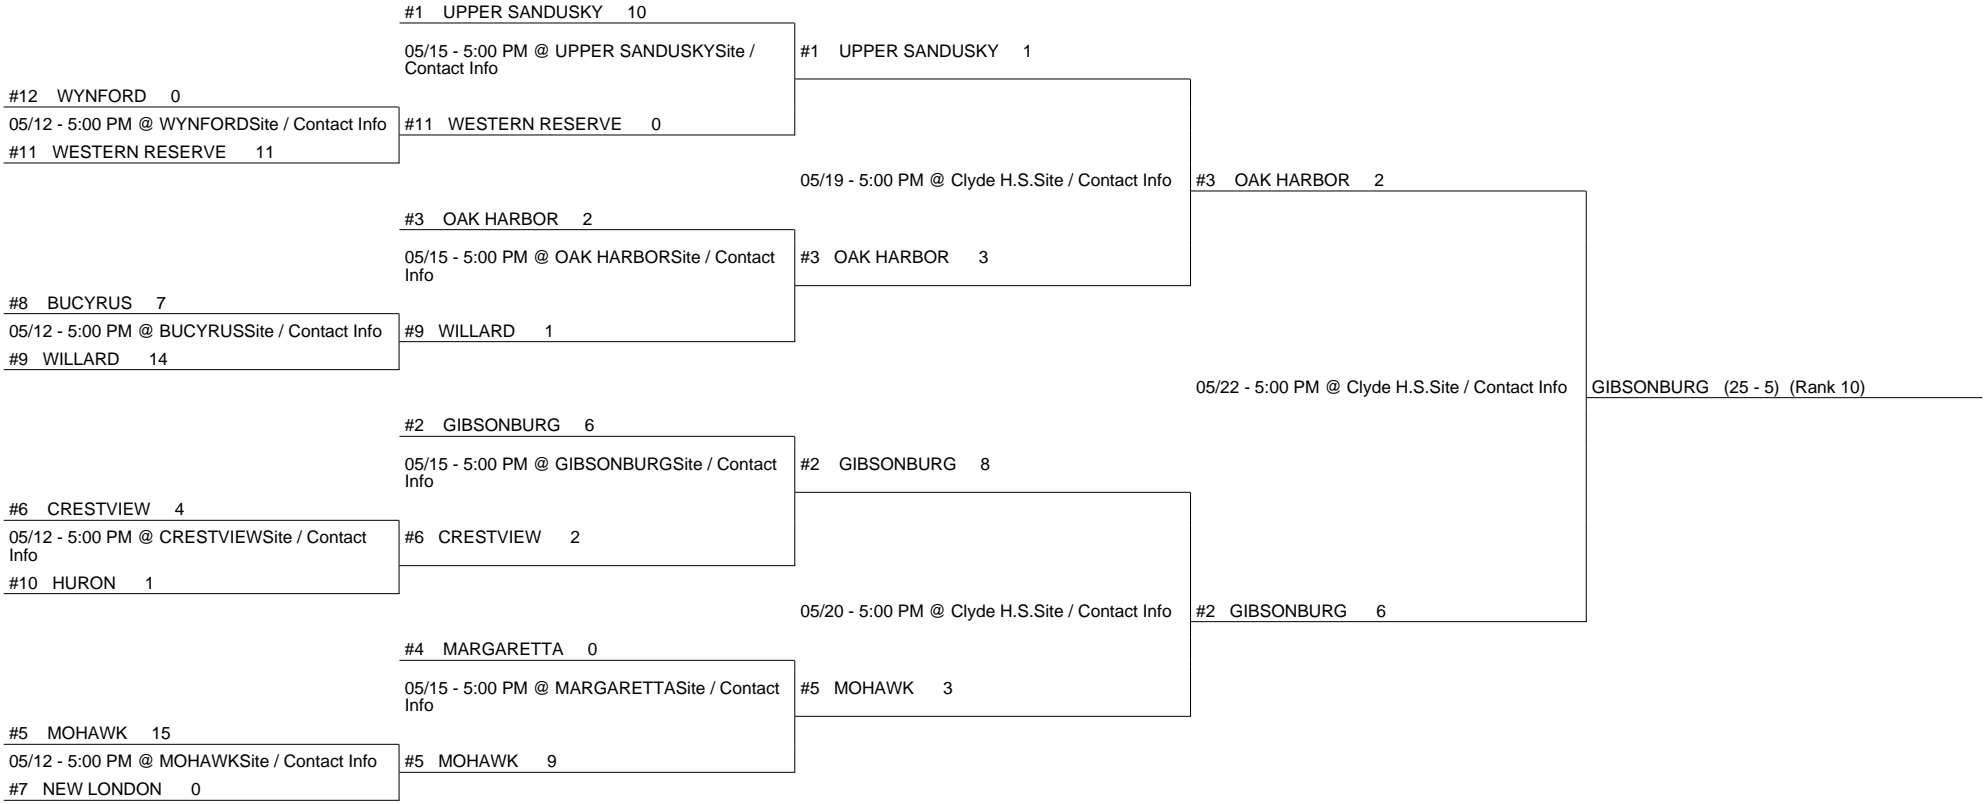 #1 UPPER SANDUSKY 10
05/15 - 5:00 PM @ UPPER SANDUSKYSite /
Contact Info
#1 UPPER SANDUSKY 1
#12 WYNFORD 0
05/12 - 5:00 PM @ WYNFORDSite / Contact Info
#11 WESTERN RESERVE 0
#11 WESTERN RESERVE 11
05/19 - 5:00 PM @ Clyde H.S.Site / Contact Info
#3 OAK HARBOR 2
#3 OAK HARBOR 2
05/15 - 5:00 PM @ OAK HARBORSite / Contact
Info
#3 OAK HARBOR 3
#8 BUCYRUS 7
05/12 - 5:00 PM @ BUCYRUSSite / Contact Info
#9 WILLARD 1
#9 WILLARD 14
05/22 - 5:00 PM @ Clyde H.S.Site / Contact Info
GIBSONBURG (25 - 5) (Rank 10)
#2 GIBSONBURG 6
05/15 - 5:00 PM @ GIBSONBURGSite / Contact
Info
#2 GIBSONBURG 8
#6 CRESTVIEW 4
05/12 - 5:00 PM @ CRESTVIEWSite / Contact
Info
#6 CRESTVIEW 2
#10 HURON 1
05/20 - 5:00 PM @ Clyde H.S.Site / Contact Info
#2 GIBSONBURG 6
#4 MARGARETTA 0
05/15 - 5:00 PM @ MARGARETTASite / Contact
Info
#5 MOHAWK 3
#5 MOHAWK 15
05/12 - 5:00 PM @ MOHAWKSite / Contact Info
#5 MOHAWK 9
#7 NEW LONDON 0